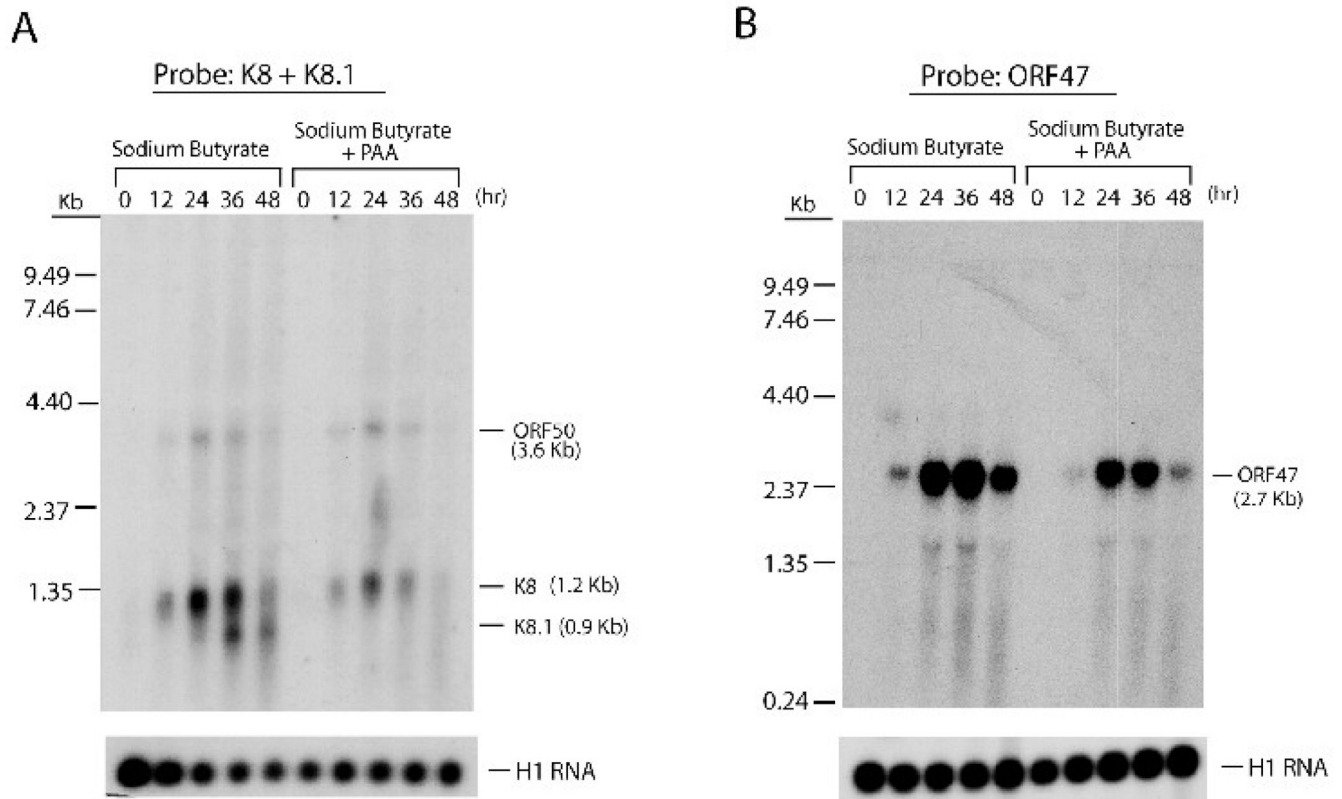 A
Probe: K8 + K8.1
Sodium Butyrate
Sodium Butyrate
+ PAA
Kb
0 12 24 36 48 0 12 24 36 48 (hr)
9.49
7.46
4.40
2.37
1.35
ORF50
(3.6 Kb)
K8 (1.2 Kb)
K8.1 (0.9 Kb)
H1 RNA
B
Probe: ORF47
Sodium Butyrate
Sodium Butyrate
+ PAA
Kb
0 12 24 36 48 0 12 24 36 48 (hr)
9.49
7.46
4.40
2.37
1.35
0.24
ORF47
(2.7 Kb)
H1 RNA